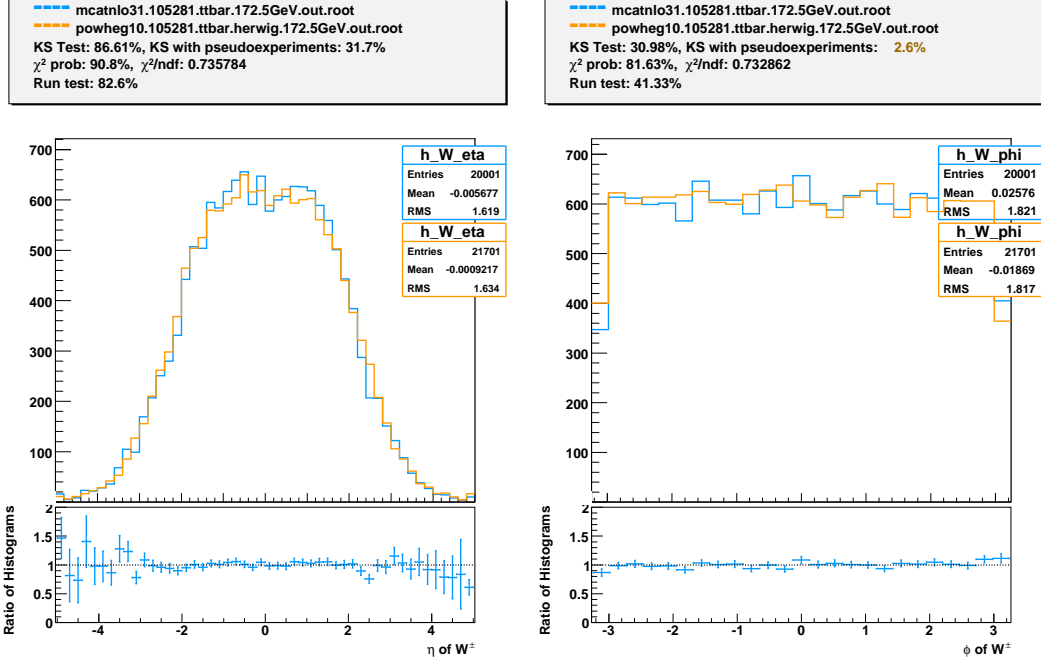 mcatnlo31.105281.ttbar.172.5GeV.out.root
powheg10.105281.ttbar.herwig.172.5GeV.out.root
KS Test: 86.61%, KS with pseudoexperiments: 31.7%
χ² prob: 90.8%, χ²/ndf: 0.735784
Run test: 82.6%
mcatnlo31.105281.ttbar.172.5GeV.out.root
powheg10.105281.ttbar.herwig.172.5GeV.out.root
KS Test: 30.98%, KS with pseudoexperiments: 2.6%
χ² prob: 81.63%, χ²/ndf: 0.732862
Run test: 41.33%
700
600
500
400
300
200
100
h_W_eta
Entries 20001
Mean -0.005677
RMS 1.619
h_W_eta
Entries 21701
Mean -0.0009217
RMS 1.634
Ratio of Histograms
2
1.5
1
0.5
0
-4 -2 0 2 4
η of W±
700
600
500
400
300
200
100
h_W_phi
Entries 20001
Mean 0.02576
RMS 1.821
h_W_phi
Entries 21701
Mean -0.01869
RMS 1.817
Ratio of Histograms
2
1.5
1
0.5
0
-3 -2 -1 0 1 2 3
ϕ of W±